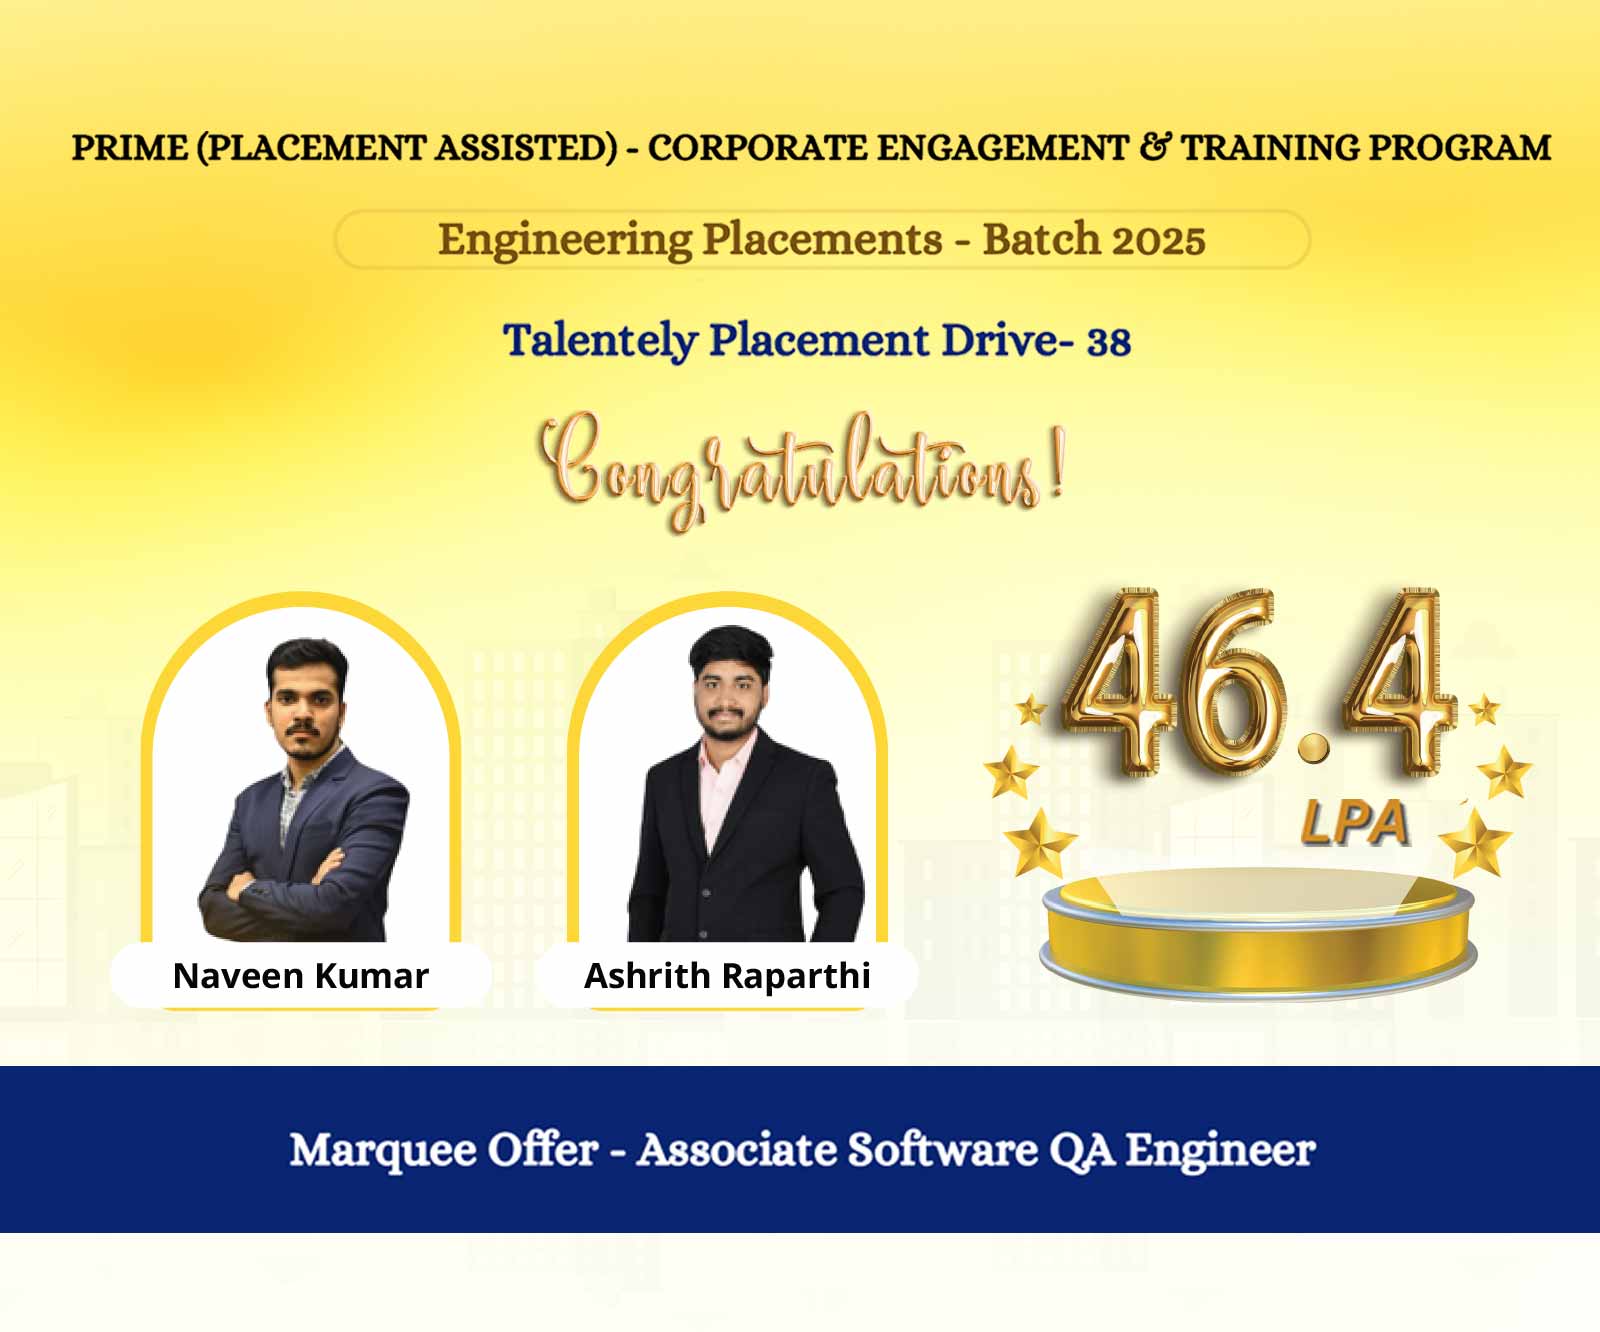 PRIME (PLACEMENT ASSISTED) - CORPORATE ENGAGEMENT & TRAINING PROGRAM
Engineering Placements - Batch 2025
Talentely Placement Drive- 38
Congratulations!
46.4
LPA
Naveen Kumar
Ashrith Raparthi
Marquee Offer - Associate Software QA Engineer